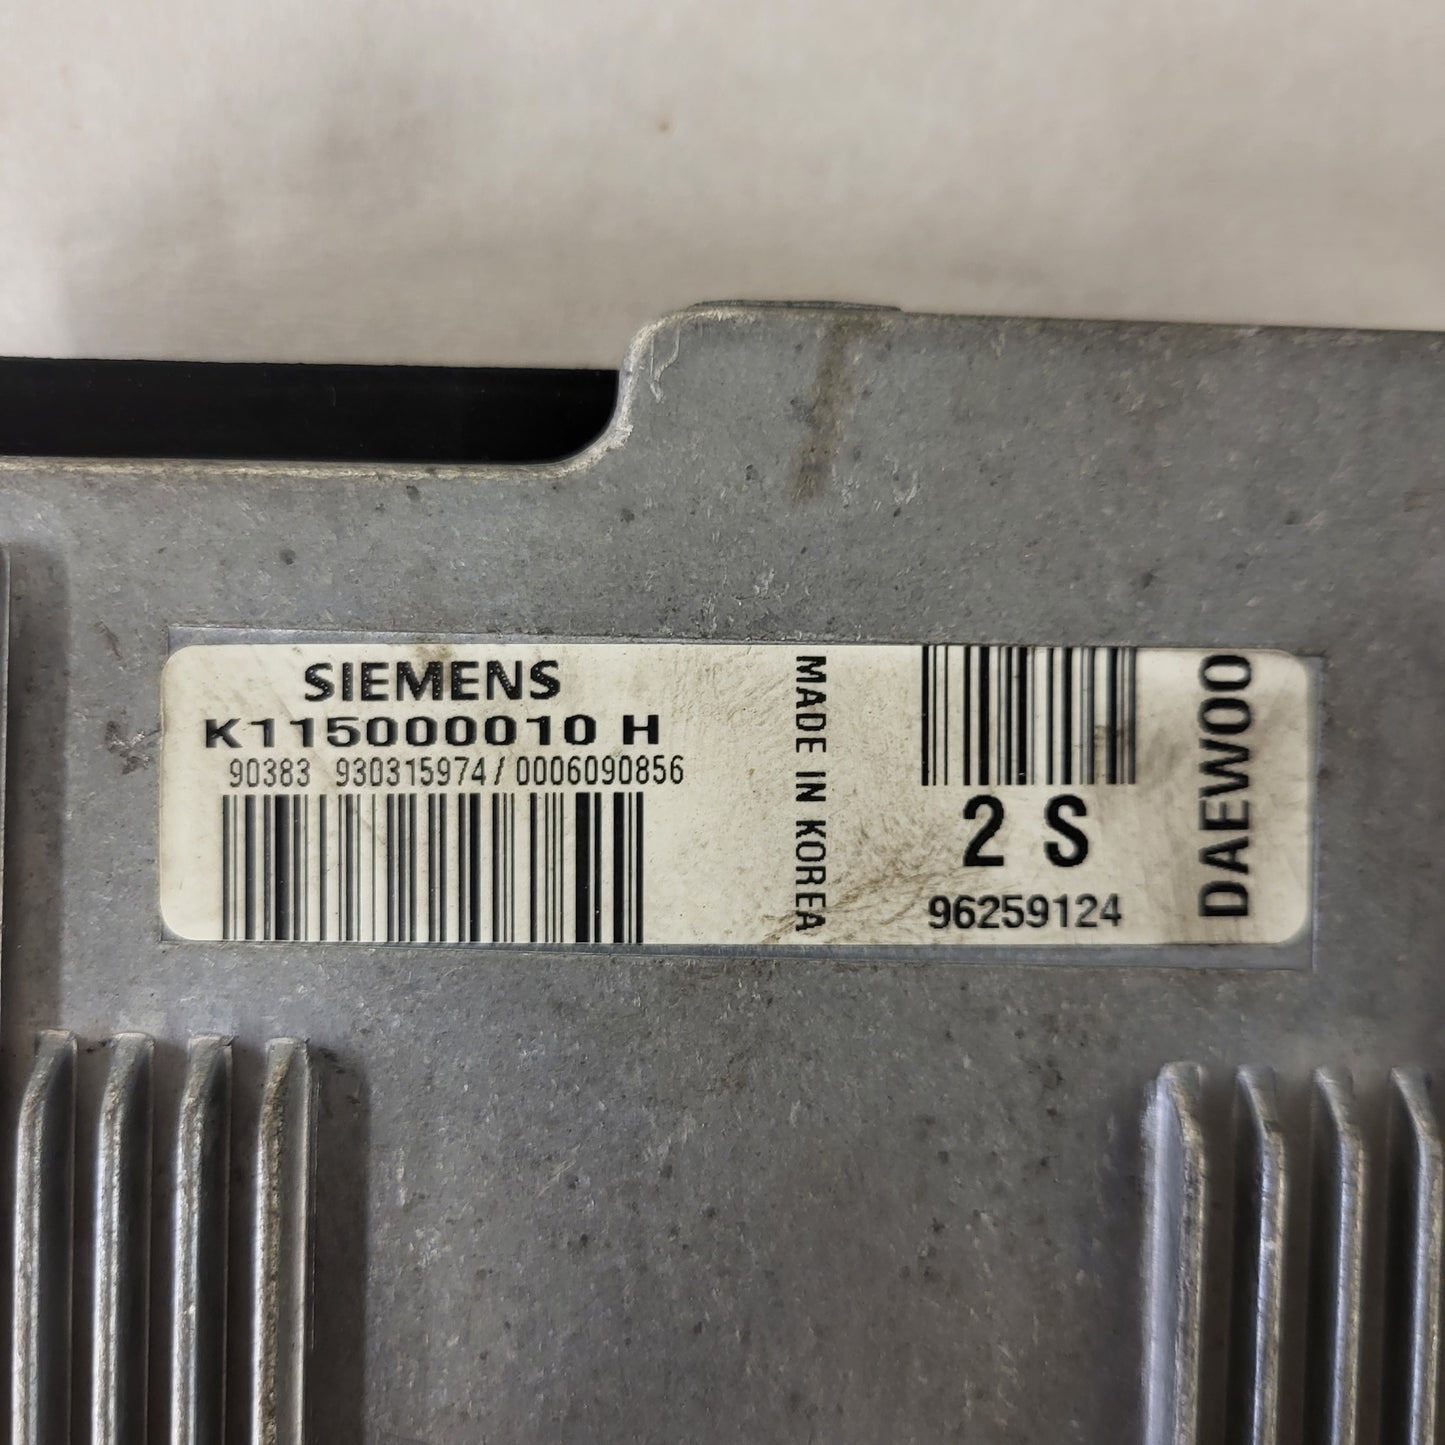 SIEMENS
K115000010 H
90383 930315974/0006090856
MADE IN KOREA
2 S
96259124
DAEWOO